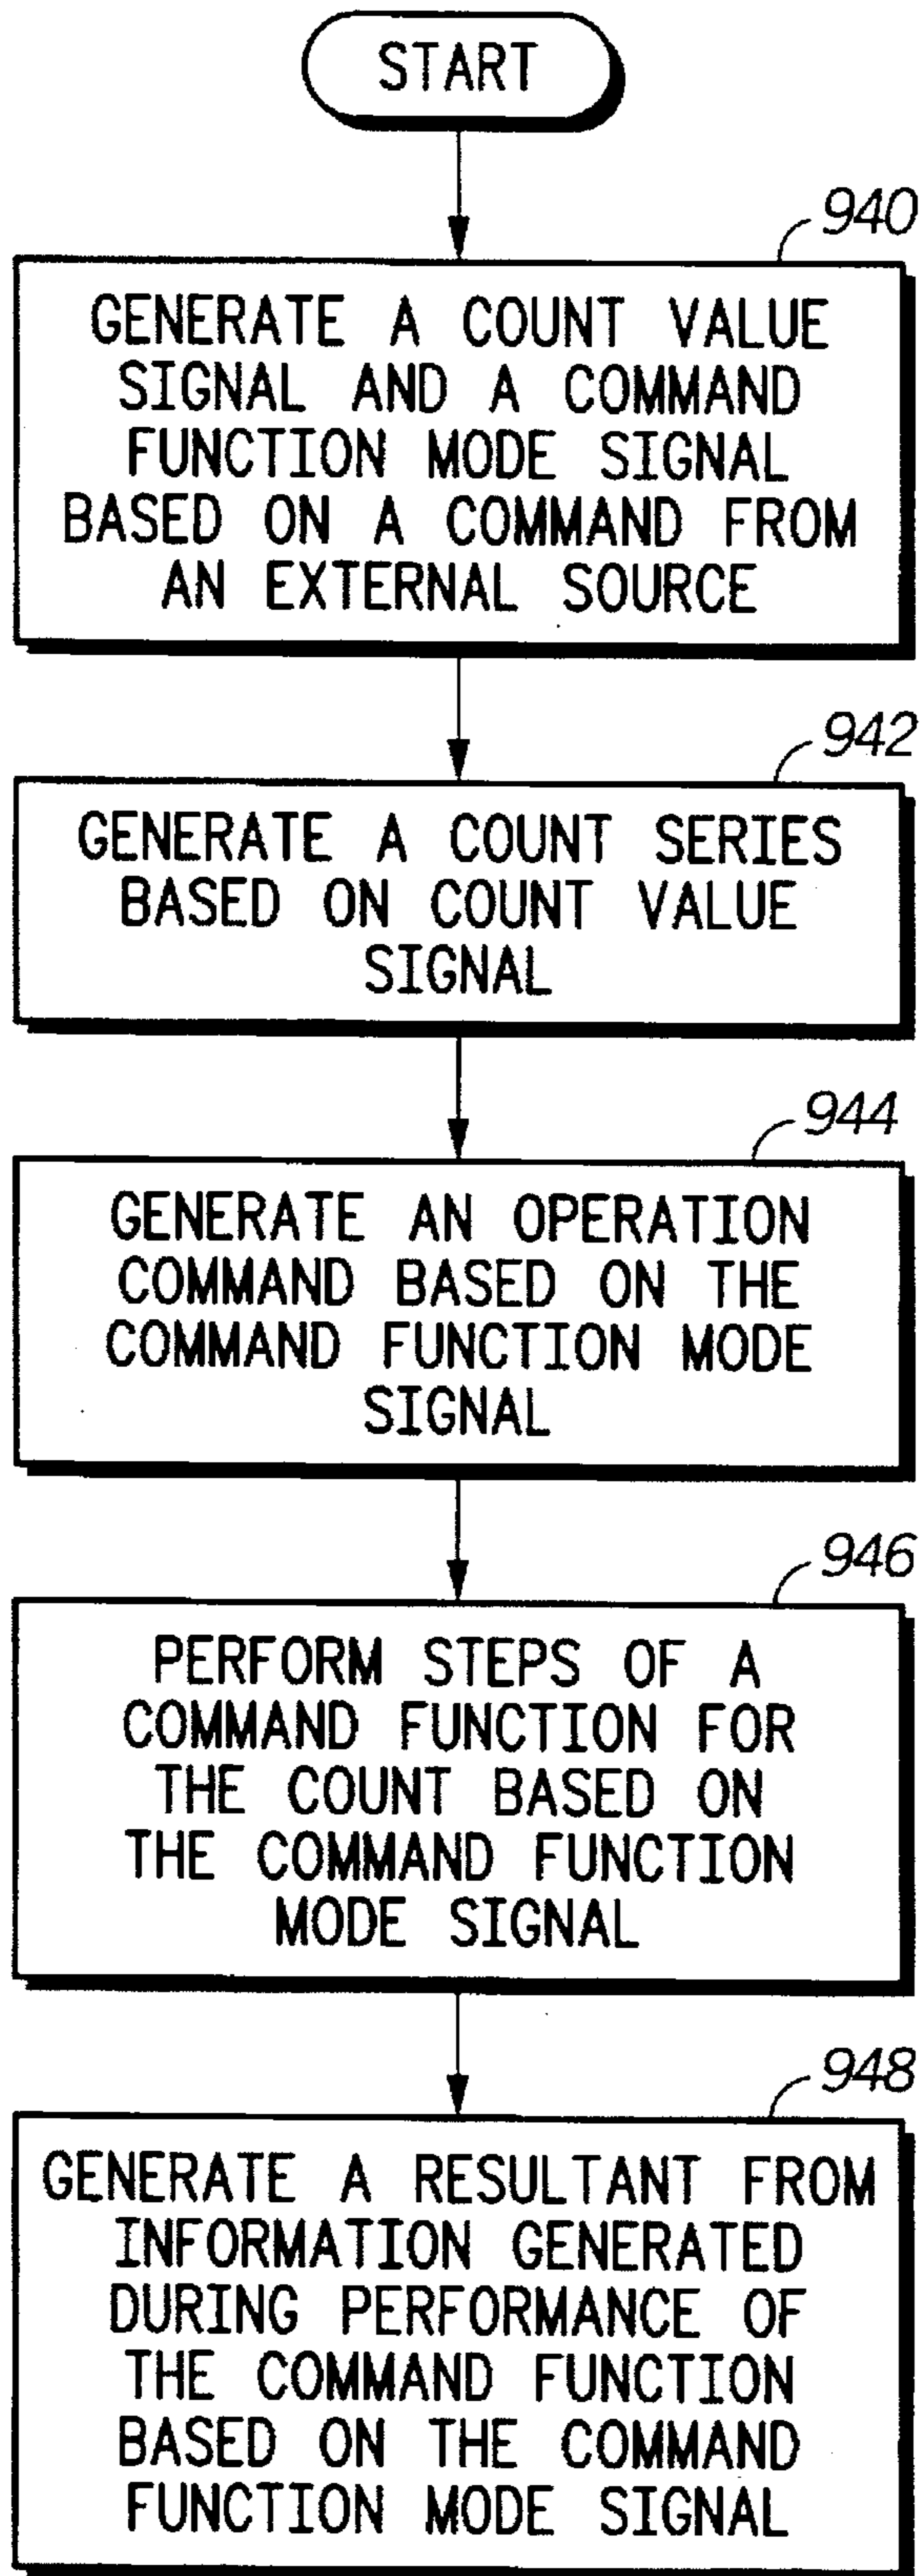 START
940
GENERATE A COUNT VALUE
SIGNAL AND A COMMAND
FUNCTION MODE SIGNAL
BASED ON A COMMAND FROM
AN EXTERNAL SOURCE
942
GENERATE A COUNT SERIES
BASED ON COUNT VALUE
SIGNAL
944
GENERATE AN OPERATION
COMMAND BASED ON THE
COMMAND FUNCTION MODE
SIGNAL
946
PERFORM STEPS OF A
COMMAND FUNCTION FOR
THE COUNT BASED ON
THE COMMAND FUNCTION
MODE SIGNAL
948
GENERATE A RESULTANT FROM
INFORMATION GENERATED
DURING PERFORMANCE OF
THE COMMAND FUNCTION
BASED ON THE COMMAND
FUNCTION MODE SIGNAL